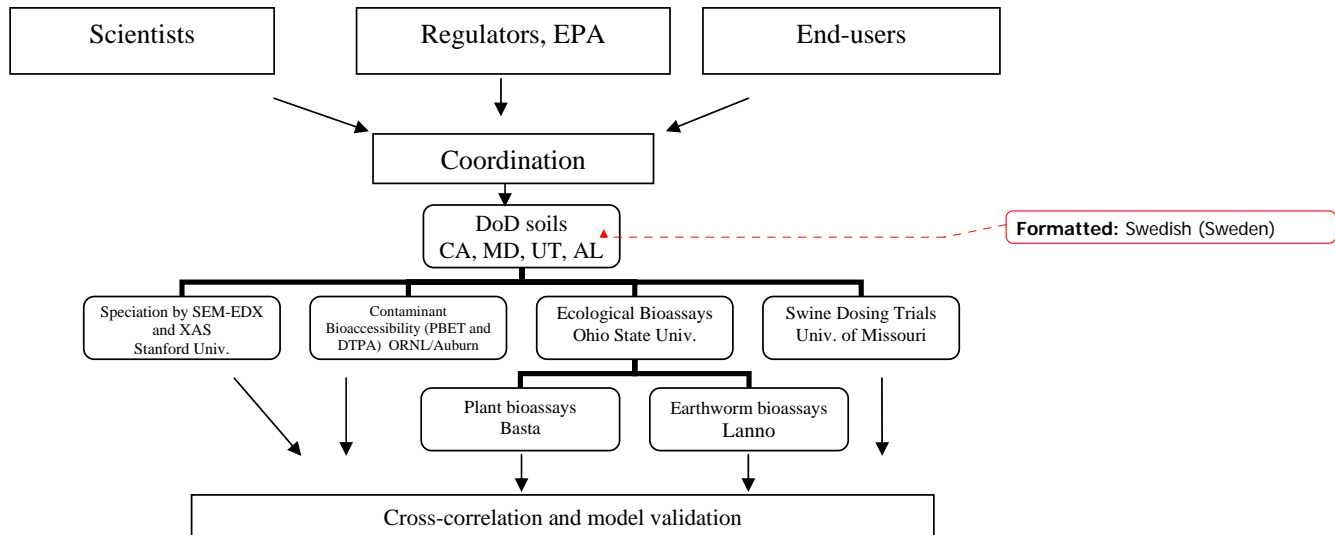 Scientists
Regulators, EPA
End-users
Coordination
DoD soils
CA, MD, UT, AL
Formatted: Swedish (Sweden)
Speciation by SEM-EDX
and XAS
Stanford Univ.
Contaminant
Bioaccessibility (PBET and
DTPA) ORNL/Auburn
Ecological Bioassays
Ohio State Univ.
Swine Dosing Trials
Univ. of Missouri
Plant bioassays
Basta
Earthworm bioassays
Lanno
Cross-correlation and model validation